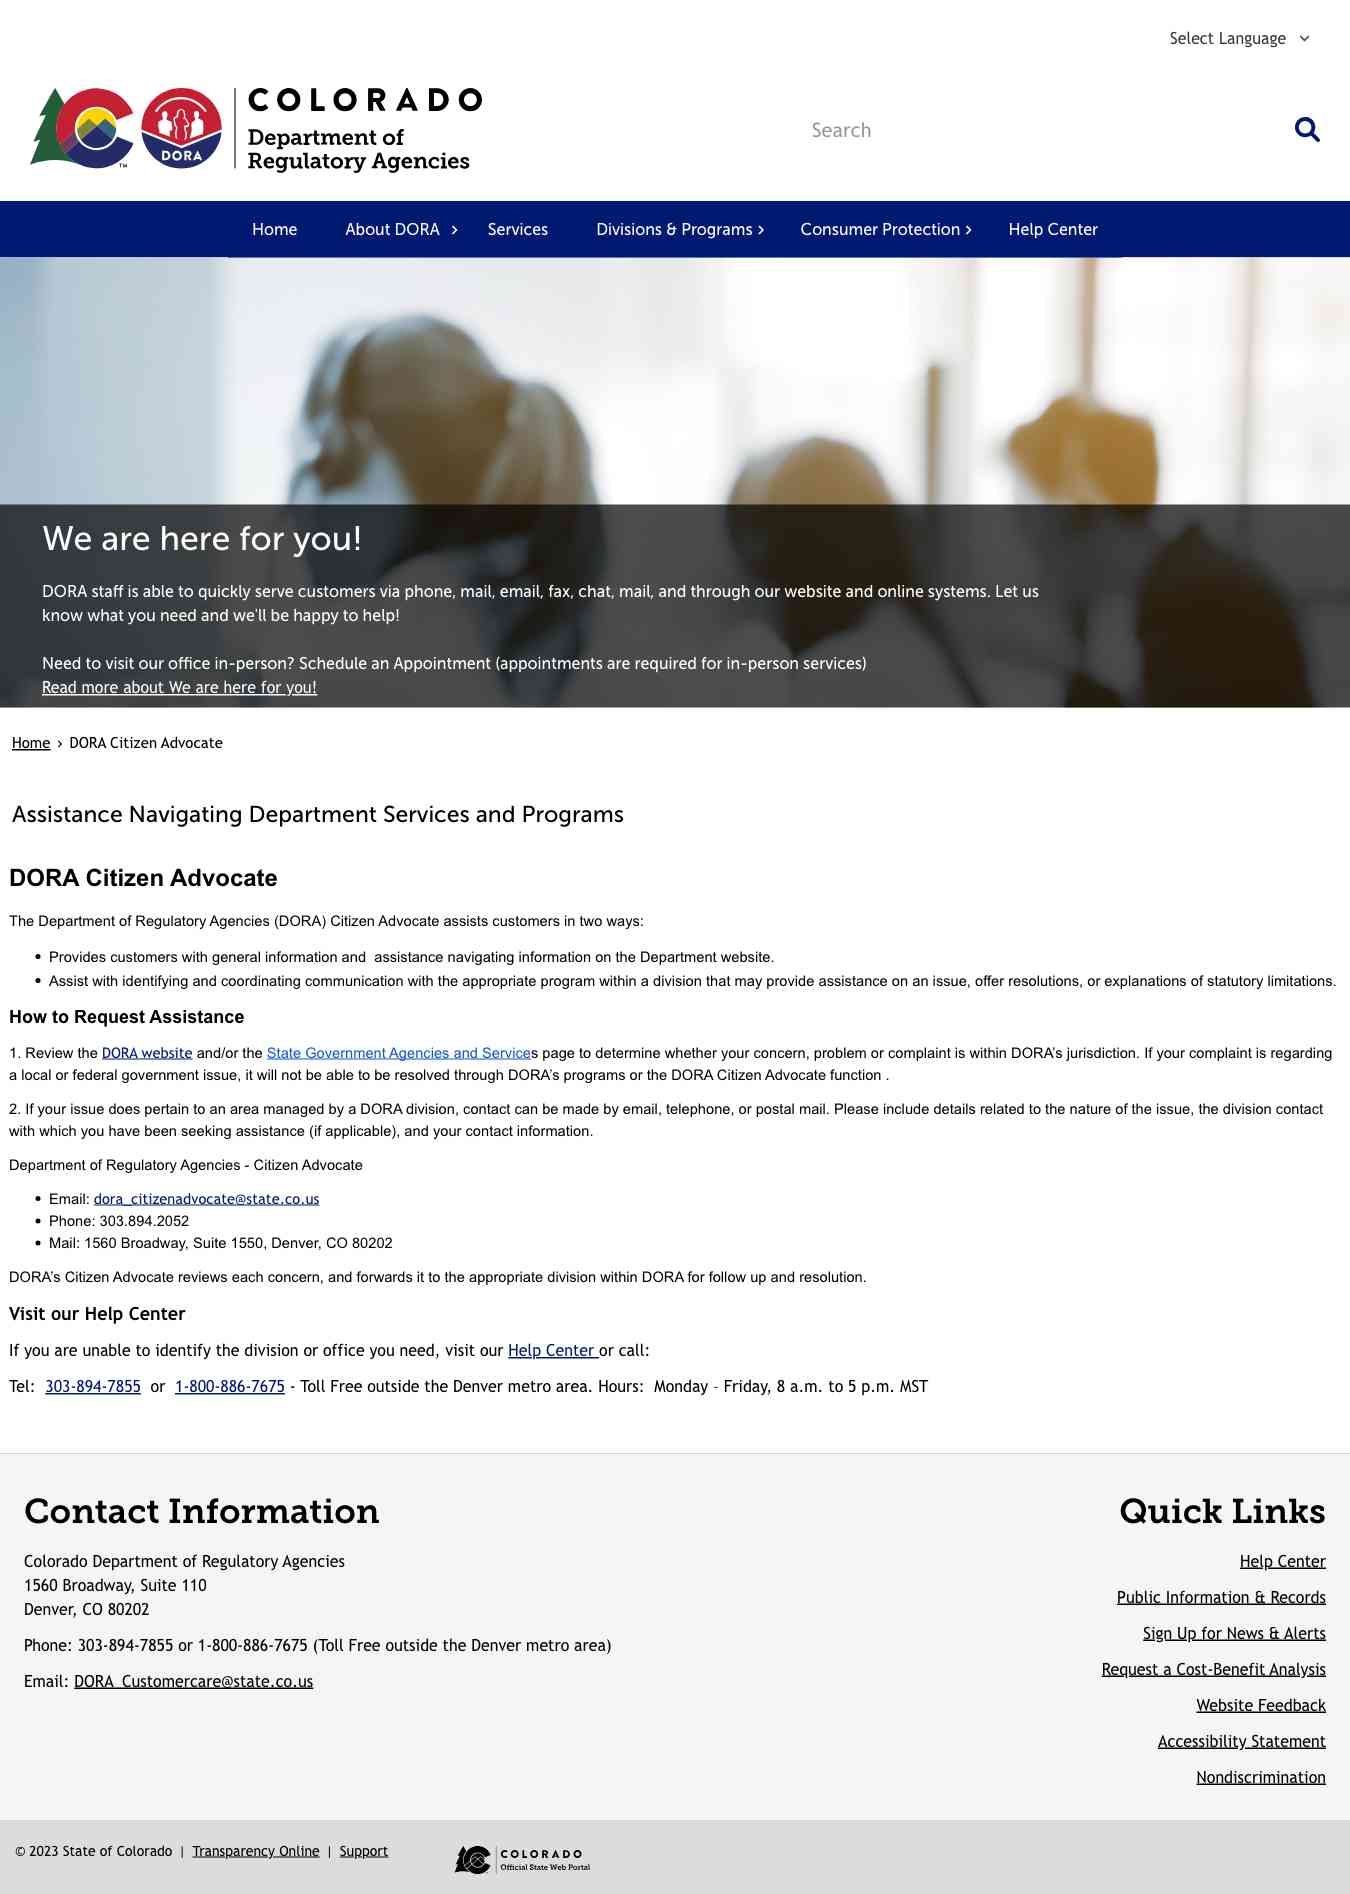 Select Language
COLORADO
Department of
Regulatory Agencies
DORA
TM
Search
Home About DORA Services Divisions & Programs Consumer Protection Help Center
We are here for you!
DORA staff is able to quickly serve customers via phone, mail, email, fax, chat, mail, and through our website and online systems. Let us
know what you need and we'll be happy to help!
Need to visit our office in-person? Schedule an Appointment (appointments are required for in-person services)
Read more about We are here for you!
Home › DORA Citizen Advocate
Assistance Navigating Department Services and Programs
DORA Citizen Advocate
The Department of Regulatory Agencies (DORA) Citizen Advocate assists customers in two ways:
• Provides customers with general information and  assistance navigating information on the Department website.
• Assist with identifying and coordinating communication with the appropriate program within a division that may provide assistance on an issue, offer resolutions, or explanations of statutory limitations.
How to Request Assistance
1. Review the DORA website and/or the State Government Agencies and Services page to determine whether your concern, problem or complaint is within DORA's jurisdiction. If your complaint is regarding
a local or federal government issue, it will not be able to be resolved through DORA's programs or the DORA Citizen Advocate function .
2. If your issue does pertain to an area managed by a DORA division, contact can be made by email, telephone, or postal mail. Please include details related to the nature of the issue, the division contact
with which you have been seeking assistance (if applicable), and your contact information.
Department of Regulatory Agencies - Citizen Advocate
• Email: dora_citizenadvocate@state.co.us
• Phone: 303.894.2052
• Mail: 1560 Broadway, Suite 1550, Denver, CO 80202
DORA's Citizen Advocate reviews each concern, and forwards it to the appropriate division within DORA for follow up and resolution.
Visit our Help Center
If you are unable to identify the division or office you need, visit our Help Center or call:
Tel:  303-894-7855  or  1-800-886-7675 - Toll Free outside the Denver metro area. Hours:  Monday - Friday, 8 a.m. to 5 p.m. MST
Contact Information
Colorado Department of Regulatory Agencies
1560 Broadway, Suite 110
Denver, CO 80202
Phone: 303-894-7855 or 1-800-886-7675 (Toll Free outside the Denver metro area)
Email: DORA_Customercare@state.co.us
Quick Links
Help Center
Public Information & Records
Sign Up for News & Alerts
Request a Cost-Benefit Analysis
Website Feedback
Accessibility Statement
Nondiscrimination
© 2023 State of Colorado | Transparency Online | Support
COLORADO
Official State Web Portal